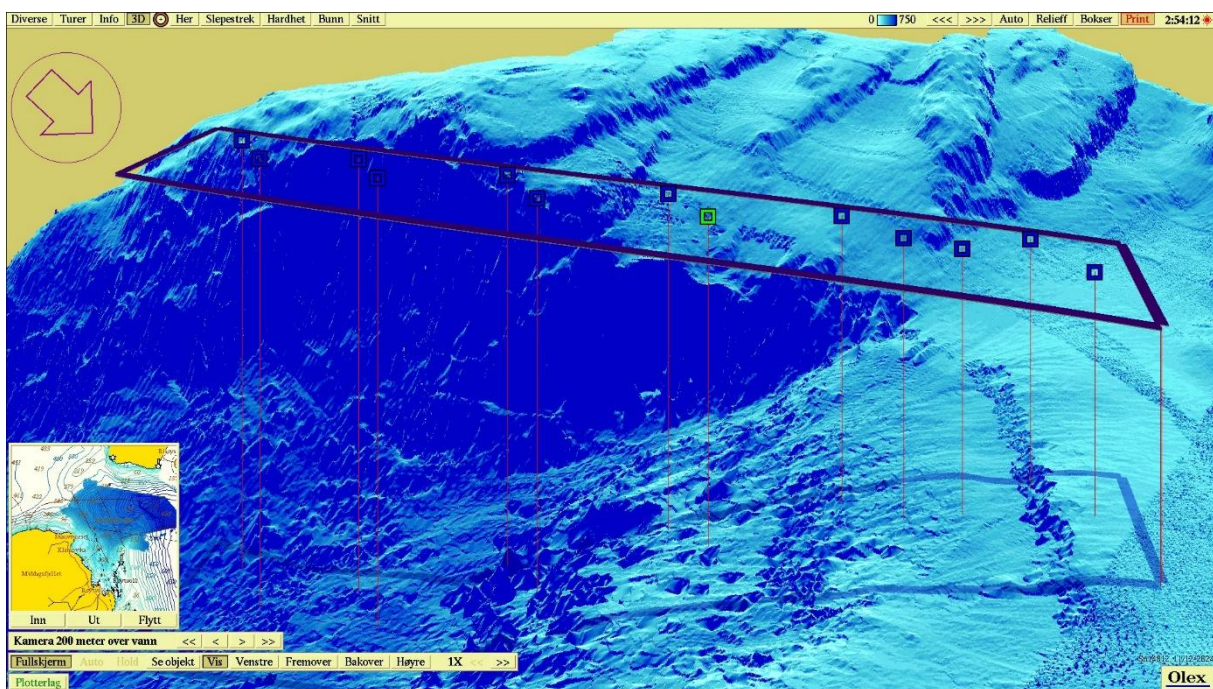 Diverse Turer Info 3D Her Slepestrek Hardhet Bunn Snitt 0 750 <<< >>> Auto Relieff Bokser Print 2:54:12
Inn Ut Flytt
Kamera 200 meter over vann << < > >>
Fullskjerm Auto Hold Se objekt Vis Venstre Fremover Bakover Høyre 1X << >>
Plotterlag
Olex